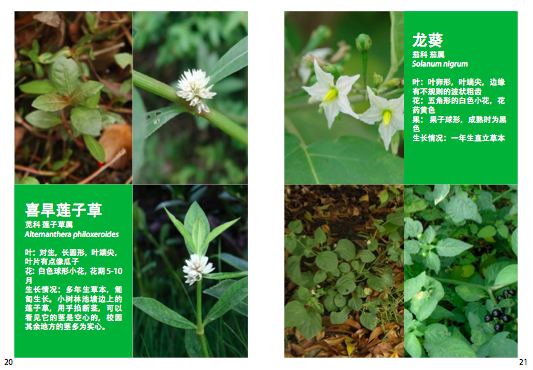 喜旱莲子草
苋科 莲子草属
Alternanthera philoxeroides
叶：对生，长圆形，叶端尖，
叶片有点像瓜子
花：白色球形小花，花期5-10
月
生长情况：多年生草本，匍
匐生长。小树林池塘边上的
莲子草，用手掐断茎，可以
看见它的茎是空心的，校园
其余地方的茎多为实心。
20
龙葵
茄科 茄属
Solanum nigrum
叶：叶卵形，叶端尖，边缘
有不规则的波状粗齿
花：五角形的白色小花，花
药黄色
果：果子球形，成熟时为黑
色
生长情况：一年生直立草本
21